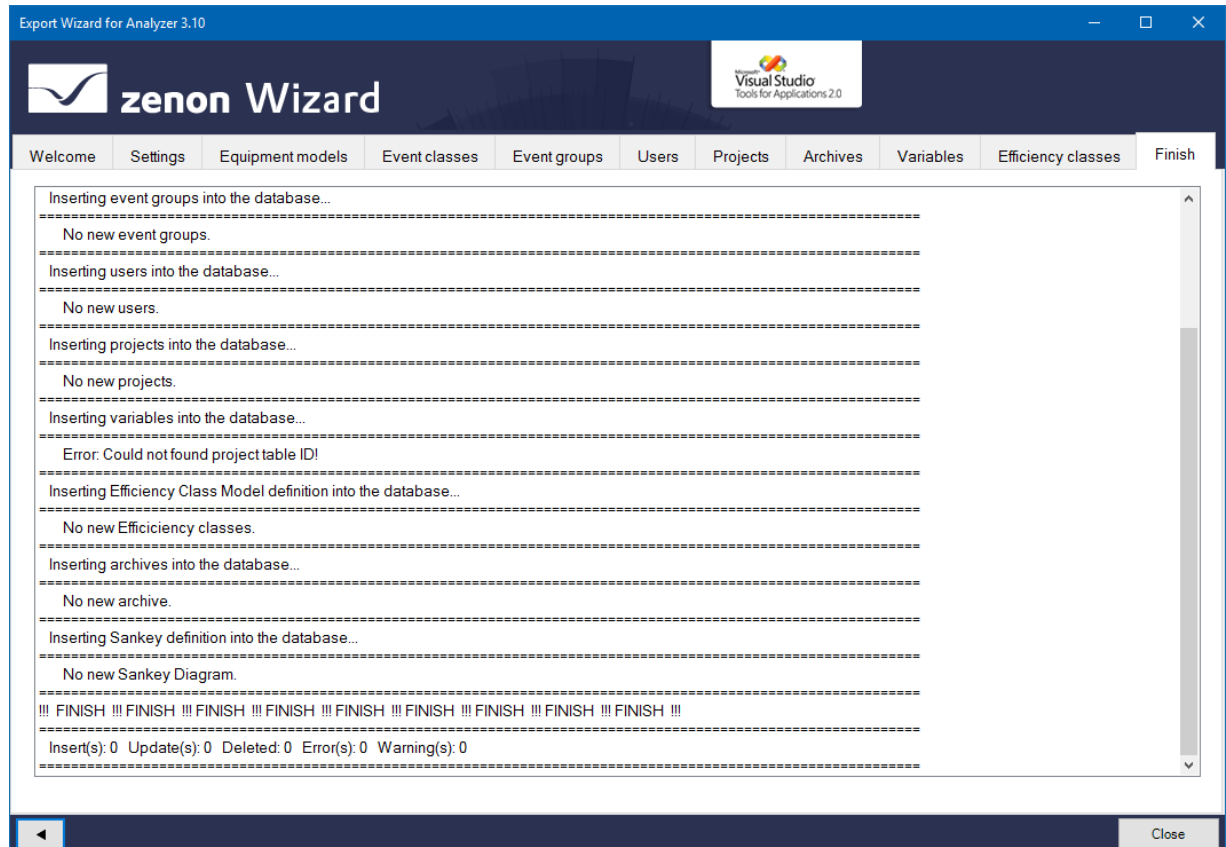 Export Wizard for Analyzer 3.10
zenon Wizard
Microsoft
Visual Studio
Tools for Applications 2.0
Welcome Settings Equipment models Event classes Event groups Users Projects Archives Variables Efficiency classes Finish
Inserting event groups into the database...
================================================================================
No new event groups.
================================================================================
Inserting users into the database...
================================================================================
No new users.
================================================================================
Inserting projects into the database...
================================================================================
No new projects.
================================================================================
Inserting variables into the database...
================================================================================
Error: Could not found project table ID!
================================================================================
Inserting Efficiency Class Model definition into the database...
================================================================================
No new Efficiciency classes.
================================================================================
Inserting archives into the database...
================================================================================
No new archive.
================================================================================
Inserting Sankey definition into the database...
================================================================================
No new Sankey Diagram.
================================================================================
!!! FINISH !!! FINISH !!! FINISH !!! FINISH !!! FINISH !!! FINISH !!! FINISH !!! FINISH !!! FINISH !!!
================================================================================
Insert(s): 0 Update(s): 0 Deleted: 0 Error(s): 0 Warning(s): 0
================================================================================
Close